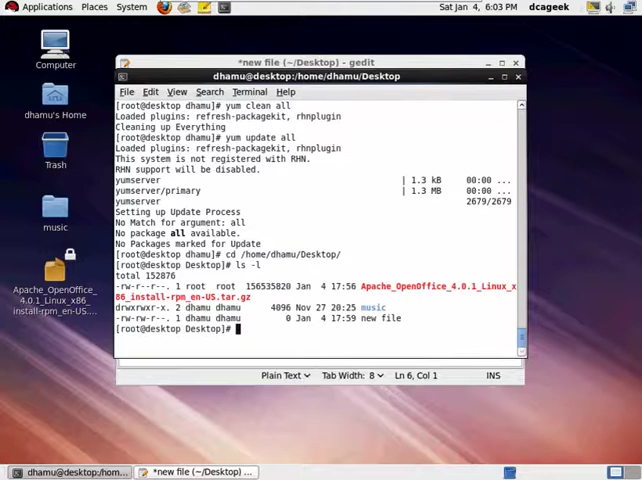 Applications Places System
Sat Jan 4, 6:03 PM dcageek
Computer
dhamu's Home
Trash
music
Apache_OpenOffice_
4.0.1_Linux_x86_
install-rpm_en-US....
*new file (~/Desktop) - gedit
dhamu@desktop:/home/dhamu/Desktop
File Edit View Search Terminal Help
[root@desktop dhamu]# yum clean all
Loaded plugins: refresh-packagekit, rhnplugin
Cleaning up Everything
[root@desktop dhamu]# yum update all
Loaded plugins: refresh-packagekit, rhnplugin
This system is not registered with RHN.
RHN support will be disabled.
yumserver | 1.3 kB 00:00 ...
yumserver/primary | 1.3 MB 00:00 ...
yumserver 2679/2679
Setting up Update Process
No Match for argument: all
No package all available.
No Packages marked for Update
[root@desktop dhamu]# cd /home/dhamu/Desktop/
[root@desktop Desktop]# ls -l
total 152876
-rw-r--r--. 1 root root 156535820 Jan 4 17:56 Apache_OpenOffice_4.0.1_Linux_x
86_install-rpm_en-US.tar.gz
drwxrwxr-x. 2 dhamu dhamu 4096 Nov 27 20:25 music
-rw-rw-r--. 1 dhamu dhamu 0 Jan 4 17:59 new file
[root@desktop Desktop]#
Plain Text Tab Width: 8 Ln 6, Col 1 INS
dhamu@desktop:/hom... *new file (~/Desktop) ...